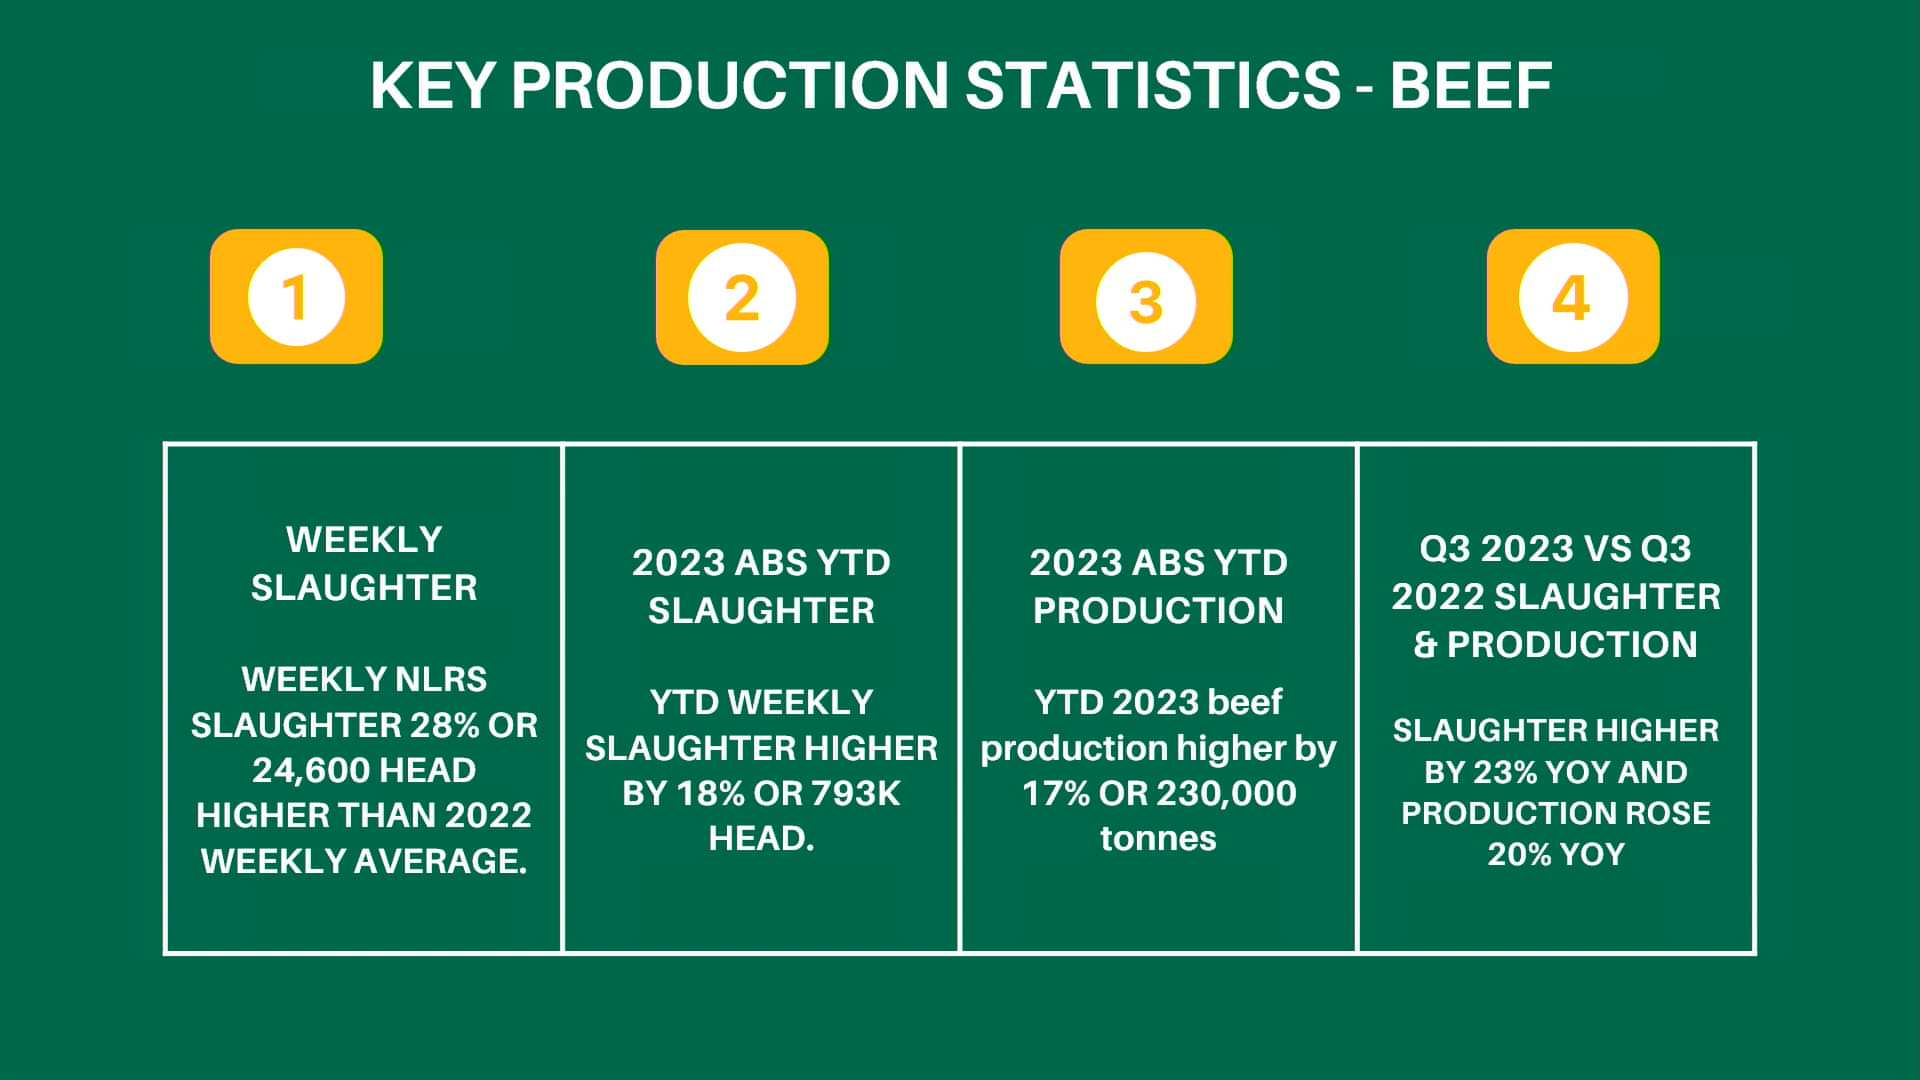 KEY PRODUCTION STATISTICS - BEEF
1
2
3
4
WEEKLY
SLAUGHTER
WEEKLY NLRS
SLAUGHTER 28% OR
24,600 HEAD
HIGHER THAN 2022
WEEKLY AVERAGE.
2023 ABS YTD
SLAUGHTER
YTD WEEKLY
SLAUGHTER HIGHER
BY 18% OR 793K
HEAD.
2023 ABS YTD
PRODUCTION
YTD 2023 beef
production higher by
17% OR 230,000
tonnes
Q3 2023 VS Q3
2022 SLAUGHTER
& PRODUCTION
SLAUGHTER HIGHER
BY 23% YOY AND
PRODUCTION ROSE
20% YOY